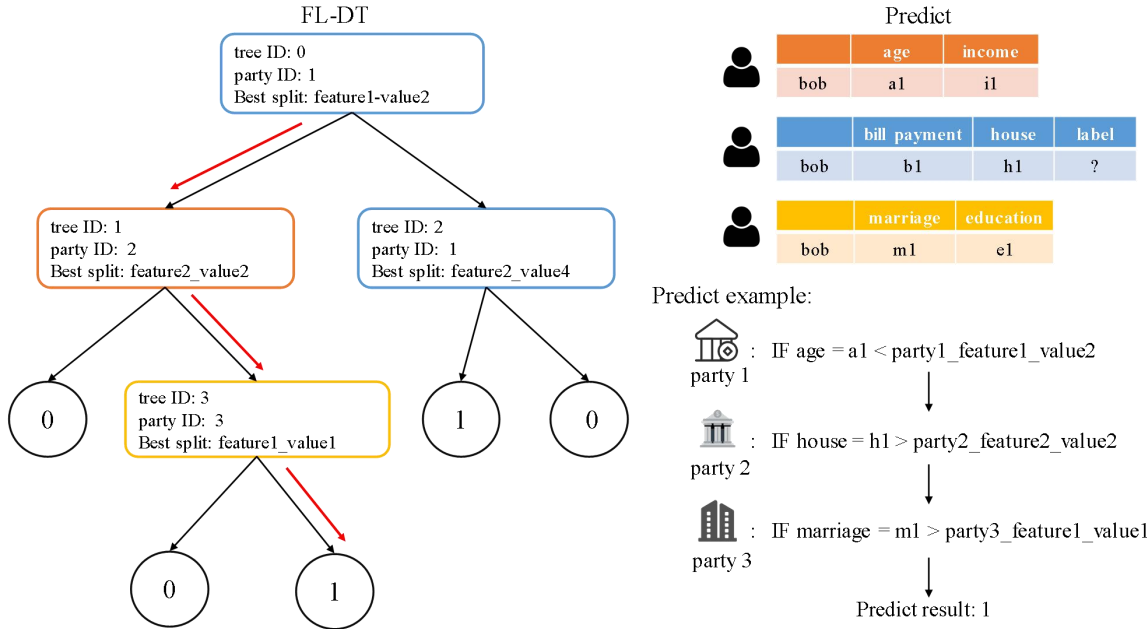 FL-DT
tree ID: 0
party ID: 1
Best split: feature1-value2
tree ID: 1
party ID: 2
Best split: feature2_value2
tree ID: 2
party ID: 1
Best split: feature2_value4
0
tree ID: 3
party ID: 3
Best split: feature1_value1
1
0
0
1
Predict
age income
bob a1 i1
bill payment house label
bob b1 h1 ?
marriage education
bob m1 e1
Predict example:
party 1 : IF age = a1 < party1_feature1_value2
party 2 : IF house = h1 > party2_feature2_value2
party 3 : IF marriage = m1 > party3_feature1_value1
Predict result: 1